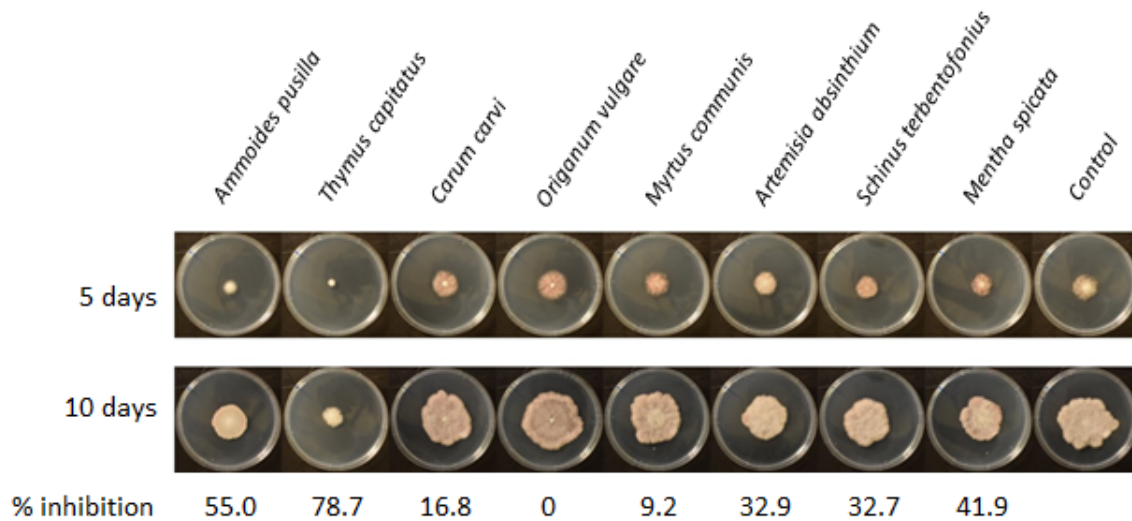 Ammoides pusilla
Thymus capitatus
Carum carvi
Origanum vulgare
Myrtus communis
Artemisia absinthium
Schinus terbentofonius
Mentha spicata
Control
5 days
10 days
% inhibition 55.0 78.7 16.8 0 9.2 32.9 32.7 41.9